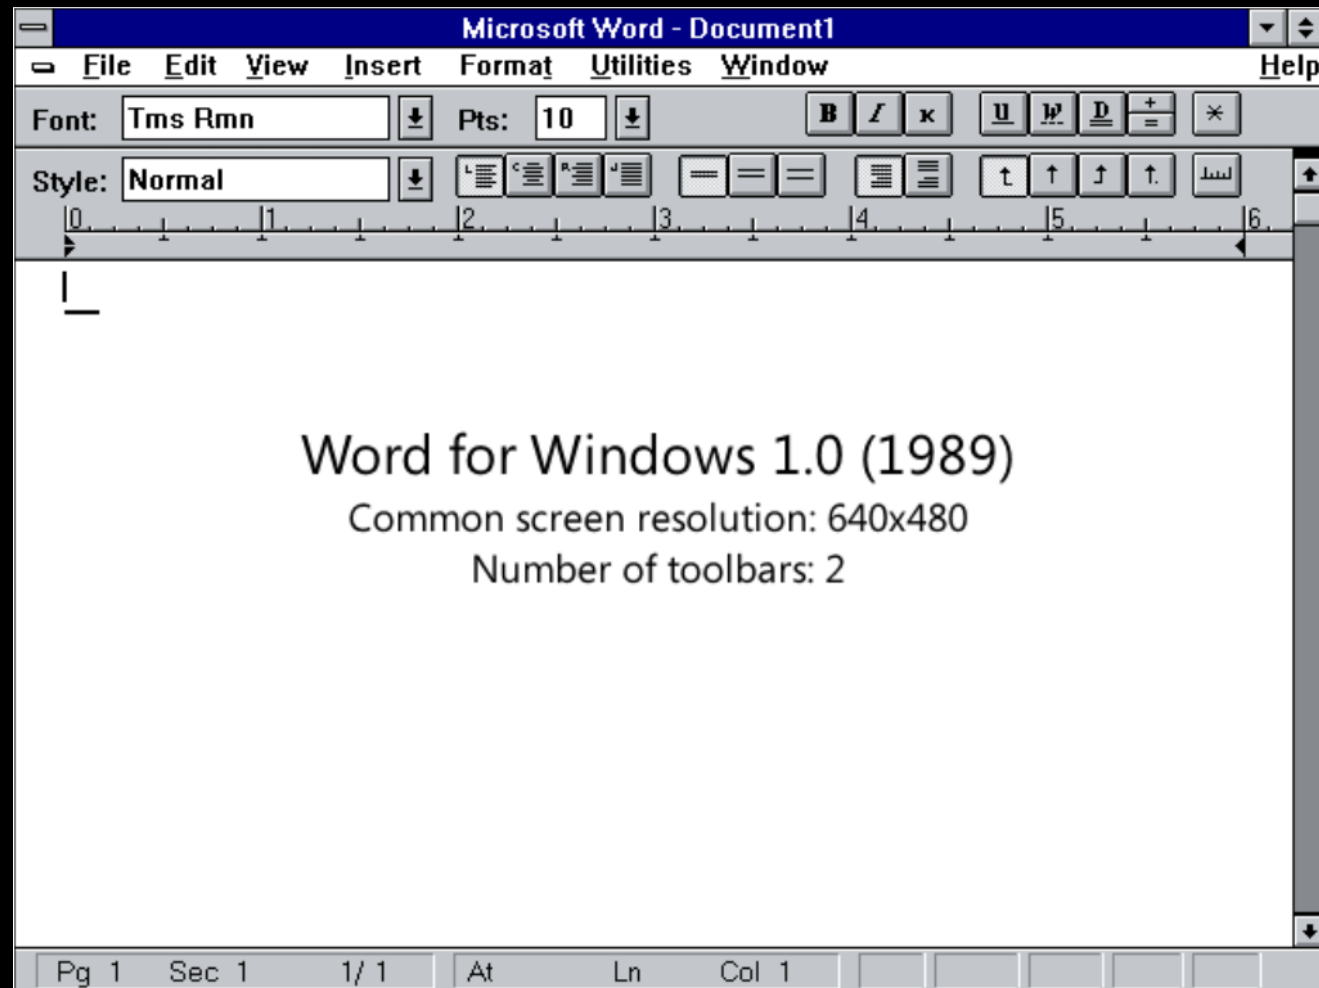 Microsoft Word - Document1
File Edit View Insert Format Utilities Window Help
Font: Tms Rmn Pts: 10 B I K U W D + = *
Style: Normal L C R J
0 1 2 3 4 5 6
Word for Windows 1.0 (1989)
Common screen resolution: 640x480
Number of toolbars: 2
Pg 1 Sec 1 1/ 1 At Ln Col 1